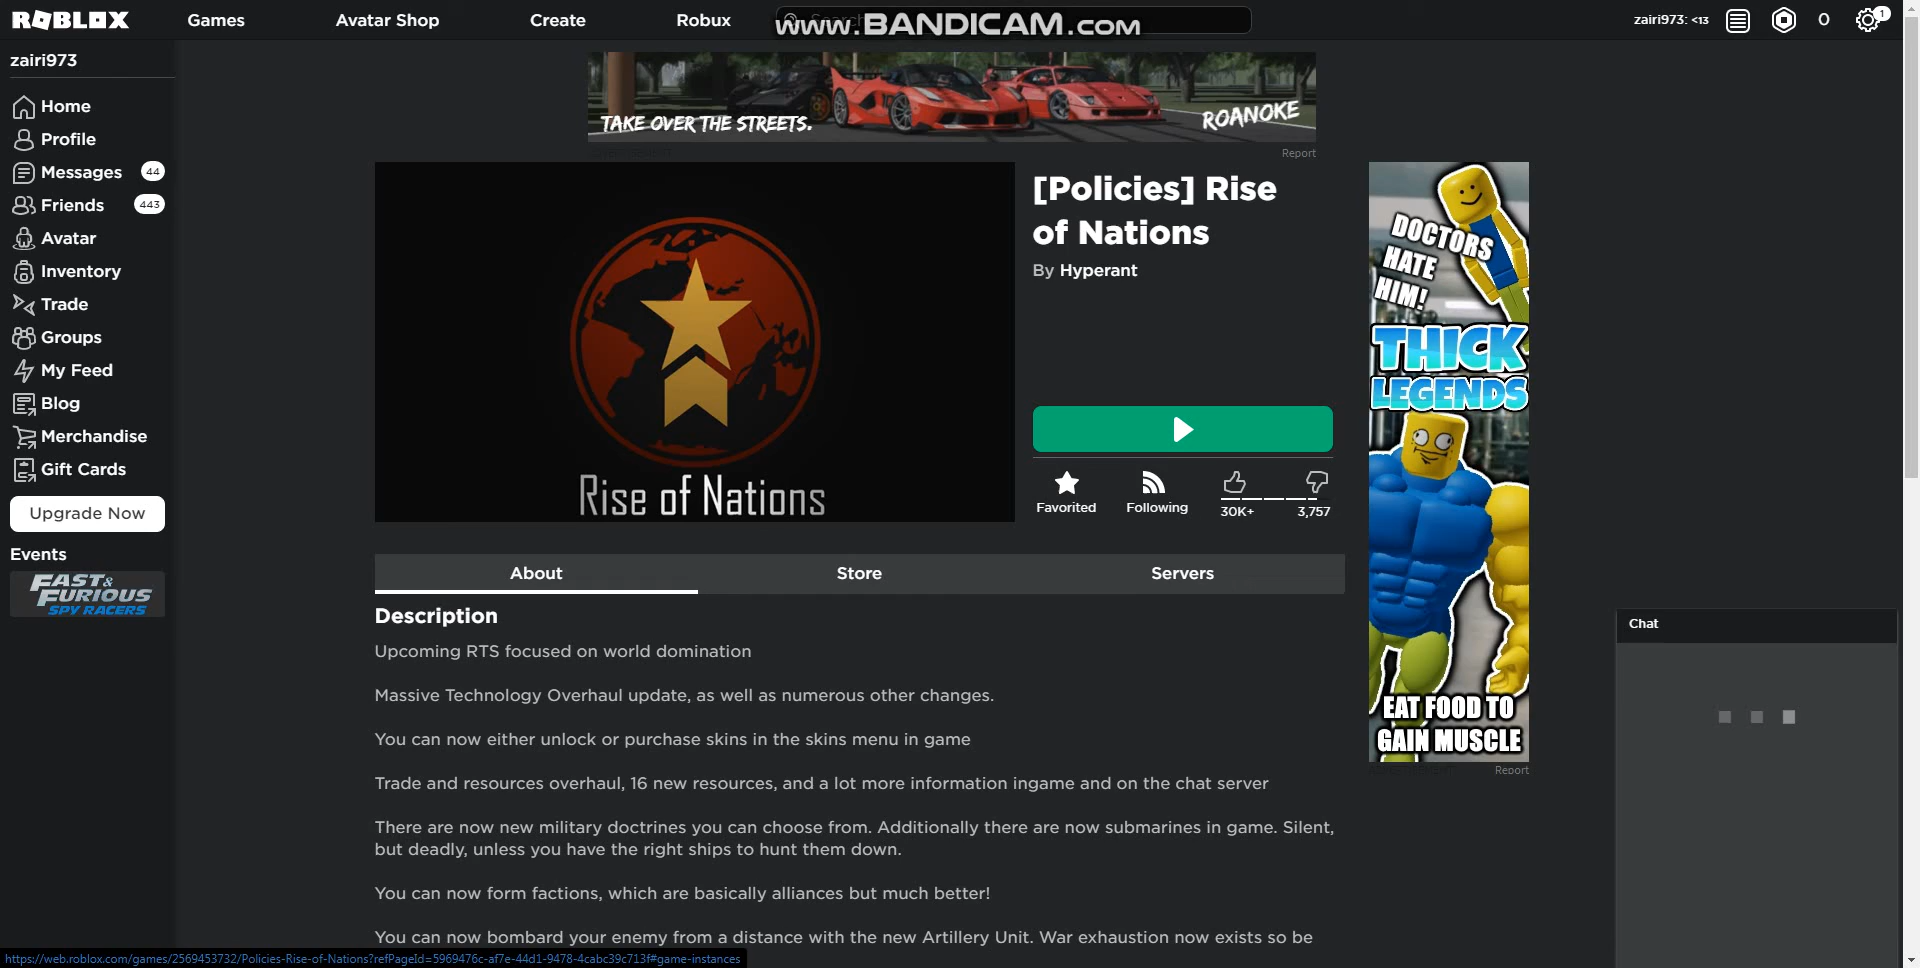 ROBLOX
Games
Avatar Shop
Create
Robux
Search
www.BANDICAM.com
zairi973: <13
0
1
zairi973
Home
Profile
Messages 44
Friends 443
Avatar
Inventory
Trade
Groups
My Feed
Blog
Merchandise
Gift Cards
Upgrade Now
Events
FAST & FURIOUS
SPY RACERS
TAKE OVER THE STREETS.
ROANOKE
ADVERTISEMENT
Report
Rise of Nations
[Policies] Rise
of Nations
By Hyperant
Favorited
Following
30K+
3,757
DOCTORS
HATE
HIM!
THICK
LEGENDS
EAT FOOD TO
GAIN MUSCLE
ADVERTISEMENT
Report
About
Store
Servers
Description
Upcoming RTS focused on world domination
Massive Technology Overhaul update, as well as numerous other changes.
You can now either unlock or purchase skins in the skins menu in game
Trade and resources overhaul, 16 new resources, and a lot more information ingame and on the chat server
There are now new military doctrines you can choose from. Additionally there are now submarines in game. Silent,
but deadly, unless you have the right ships to hunt them down.
You can now form factions, which are basically alliances but much better!
You can now bombard your enemy from a distance with the new Artillery Unit. War exhaustion now exists so be
Chat
https://web.roblox.com/games/2569453732/Policies-Rise-of-Nations?refPageId=5969476c-af7e-44d1-9478-4cabc39c713f#game-instances